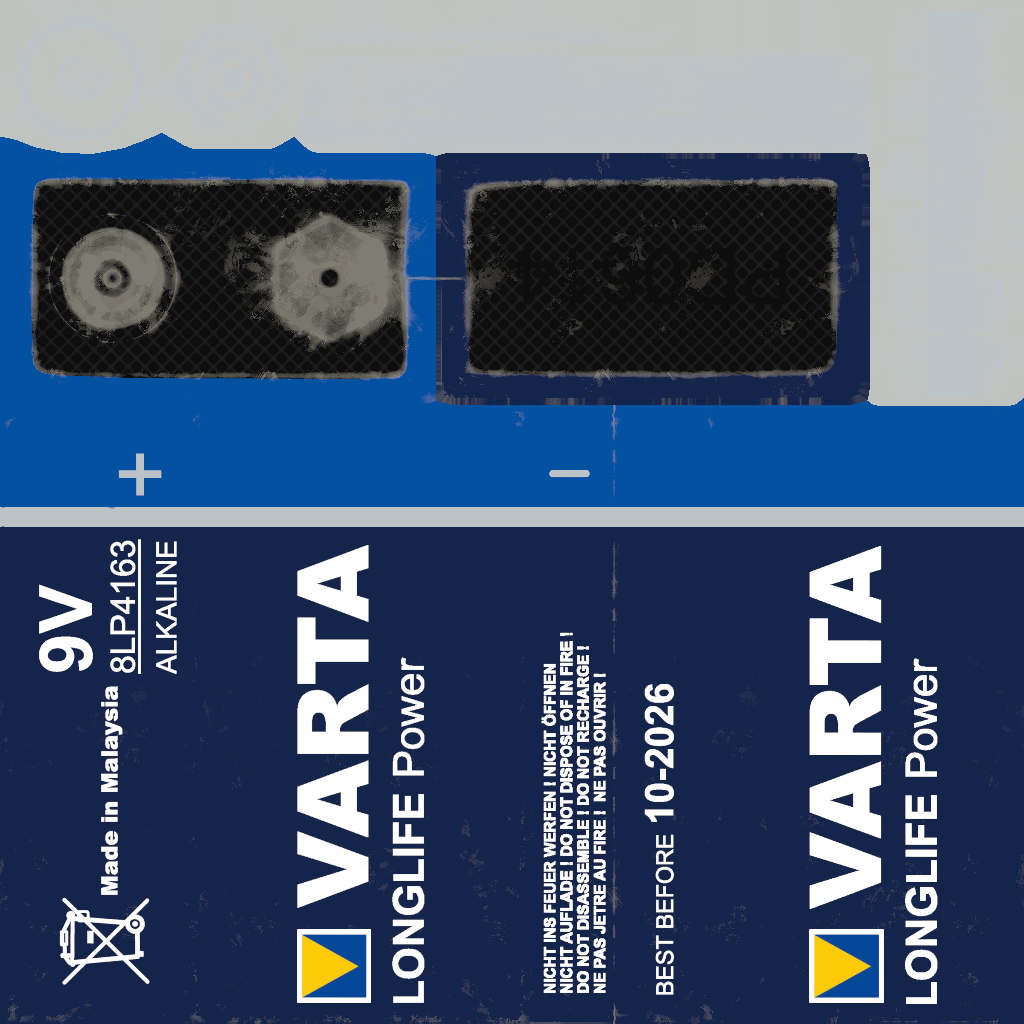 +
−
9V
8LP4163
ALKALINE
Made in Malaysia
VARTA
LONGLIFE Power
NICHT INS FEUER WERFEN ! NICHT ÖFFNEN
NICHT AUFLADE ! DO NOT DISPOSE OF IN FIRE !
DO NOT DISASSEMBLE ! DO NOT RECHARGE !
NE PAS JETRE AU FIRE ! NE PAS OUVRIR !
BEST BEFORE 10-2026
VARTA
LONGLIFE Power